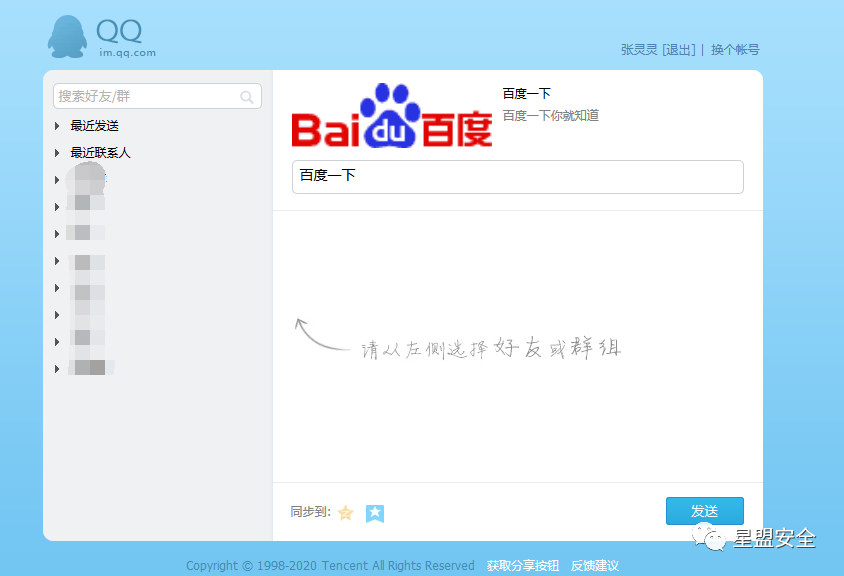 QQ
im.qq.com
张灵灵 [退出] | 换个帐号
搜索好友/群
最近发送
最近联系人
Bai du 百度
百度一下
百度一下你就知道
百度一下
请从左侧选择好友或群组
同步到:
发送
星盟安全
Copyright © 1998-2020 Tencent All Rights Reserved 获取分享按钮 反馈建议